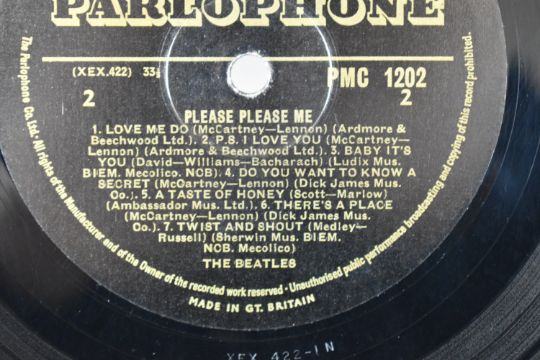 PARLOPHONE
(XEX.422) 33⅓
PMC 1202
2
2
PLEASE PLEASE ME
1. LOVE ME DO (McCartney—Lennon) (Ardmore &
Beechwood Ltd.). 2. P.S. I LOVE YOU (McCartney—
Lennon) (Ardmore & Beechwood Ltd.). 3. BABY IT'S
YOU (David—Williams—Bacharach) (Ludix Mus.
BIEM. Mecolico. NCB). 4. DO YOU WANT TO KNOW A
SECRET (McCartney—Lennon) (Dick James Mus.
Co.). 5. A TASTE OF HONEY (Scott—Marlow)
(Ambassador Mus. Ltd.). 6. THERE'S A PLACE
(McCartney—Lennon) (Dick James Mus.
Co.). 7. TWIST AND SHOUT (Medley—
Russell) (Sherwin Mus. BIEM.
NCB. Mecolico)
THE BEATLES
The Parlophone Co. Ltd. All rights of the Manufacturer and of the Owner of the recorded work reserved · Unauthorised public performance broadcasting and copying of this record prohibited.
MADE IN GT. BRITAIN
XEX 422-1N